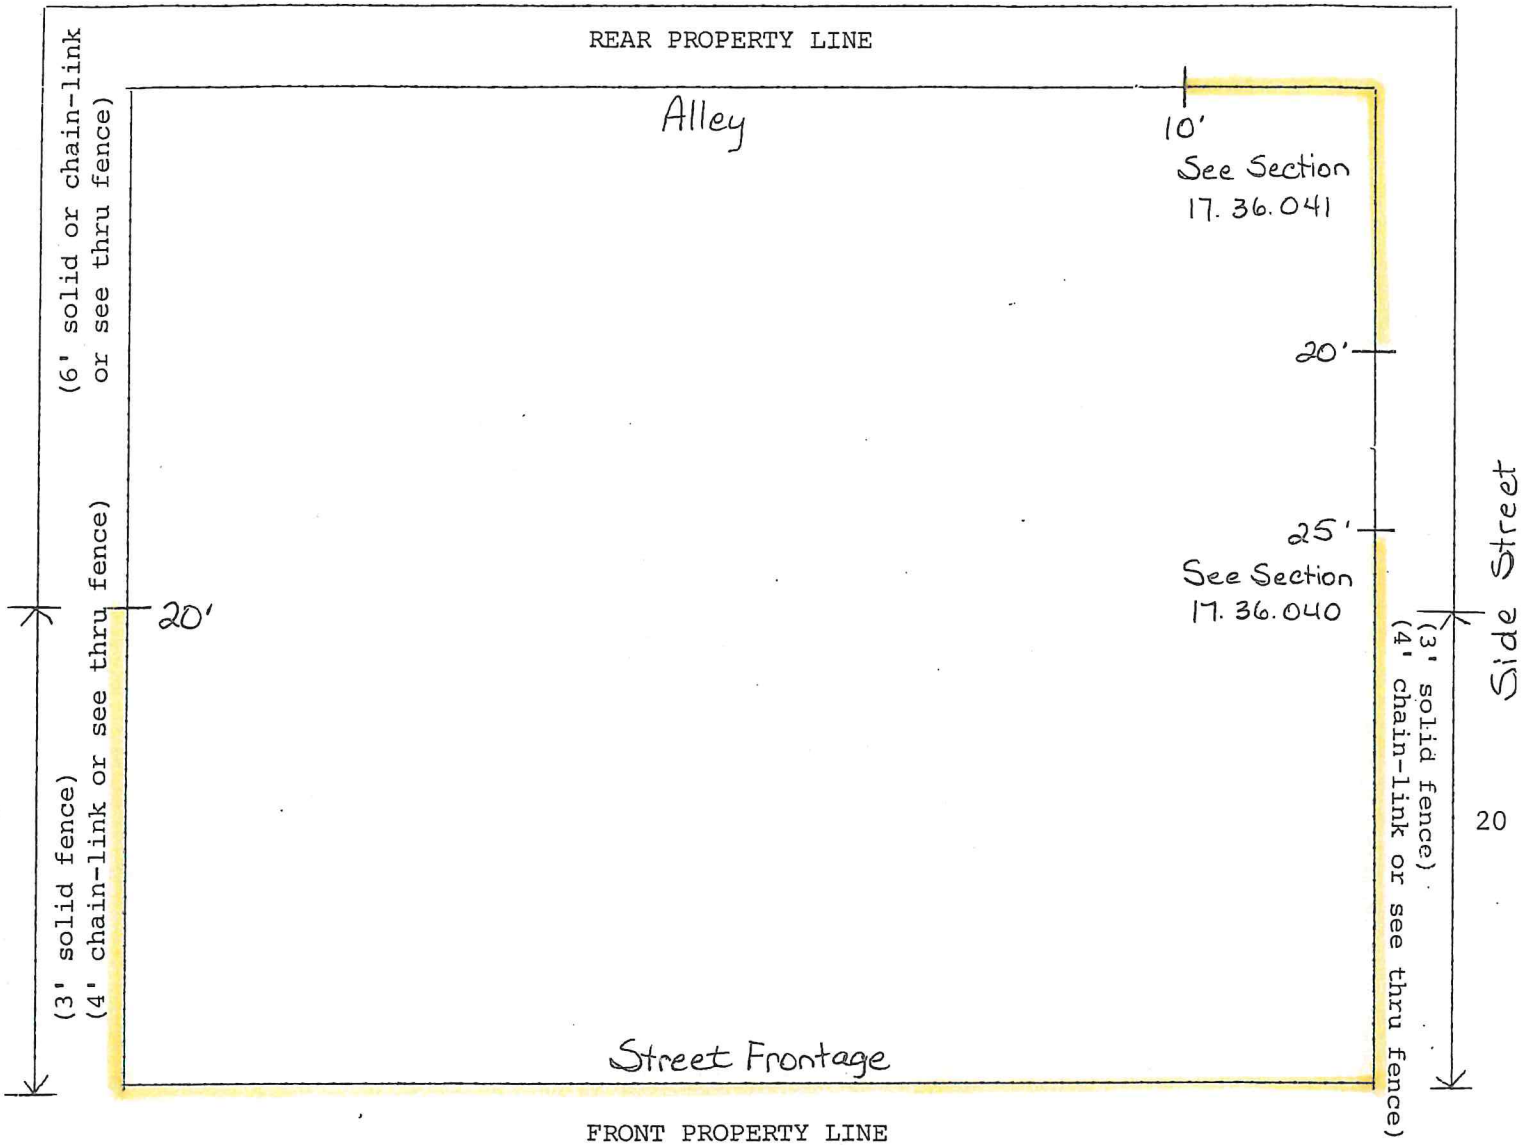 REAR PROPERTY LINE
Alley
10'
See Section
17.36.041
(6' solid or chain-link
or see thru fence)
20'
25'
See Section
17.36.040
20'
(3' solid fence)
(4' chain-link or see thru fence)
(3' solid fence)
(4' chain-link or see thru fence)
Side Street
20
Street Frontage
FRONT PROPERTY LINE